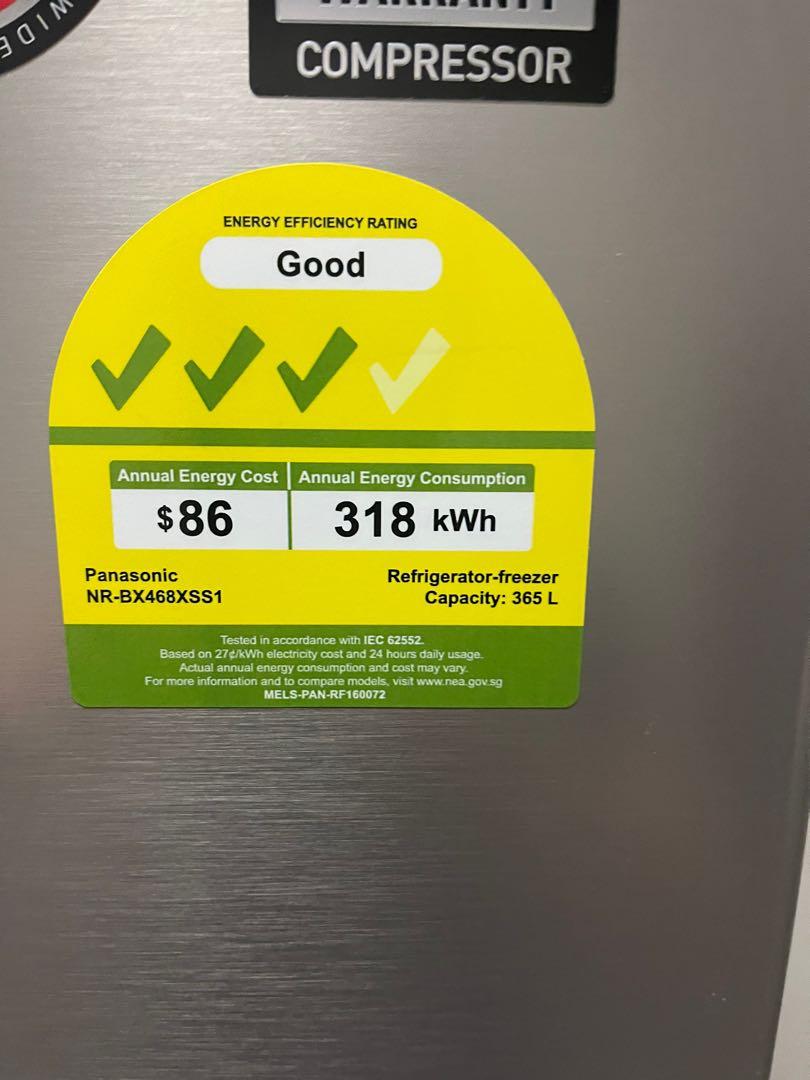 WIDE
WARRANTY
COMPRESSOR
ENERGY EFFICIENCY RATING
Good
Annual Energy Cost Annual Energy Consumption
$86 318 kWh
Panasonic Refrigerator-freezer
NR-BX468XSS1 Capacity: 365 L
Tested in accordance with IEC 62552.
Based on 27¢/kWh electricity cost and 24 hours daily usage.
Actual annual energy consumption and cost may vary.
For more information and to compare models, visit www.nea.gov.sg
MELS-PAN-RF160072